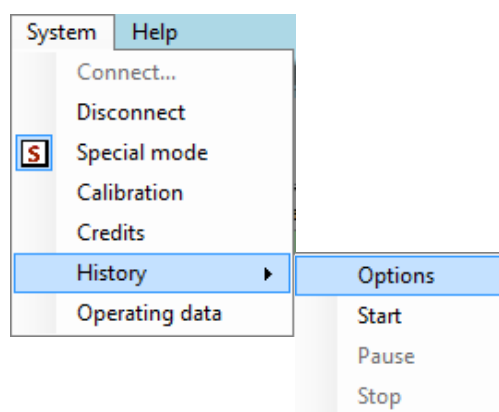 System Help
Connect...
Disconnect
S Special mode
Calibration
Credits
History
Operating data
Options
Start
Pause
Stop